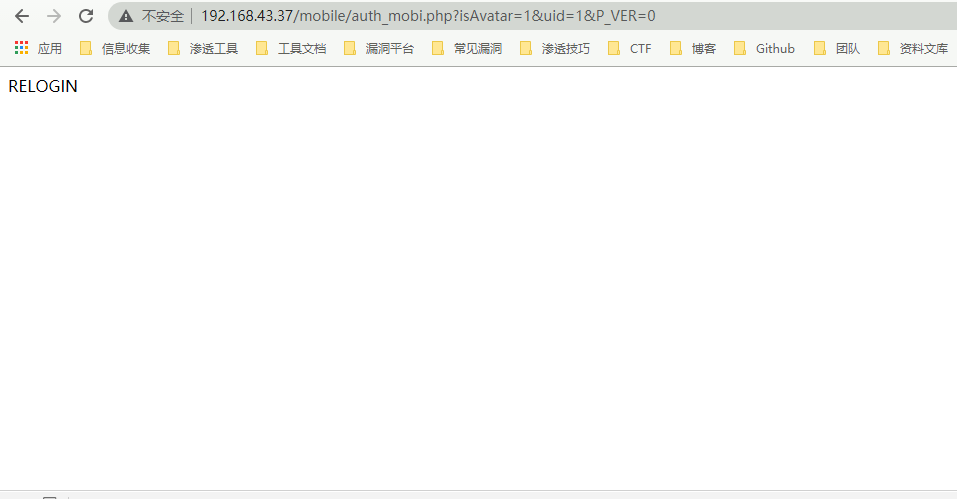 不安全 192.168.43.37/mobile/auth_mobi.php?isAvatar=1&uid=1&P_VER=0
应用 信息收集 渗透工具 工具文档 漏洞平台 常见漏洞 渗透技巧 CTF 博客 Github 团队 资料文库
RELOGIN